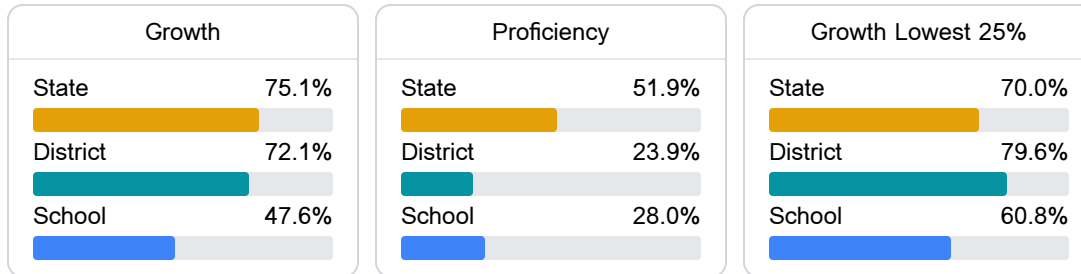 Growth
State 75.1%
District 72.1%
School 47.6%
Proficiency
State 51.9%
District 23.9%
School 28.0%
Growth Lowest 25%
State 70.0%
District 79.6%
School 60.8%